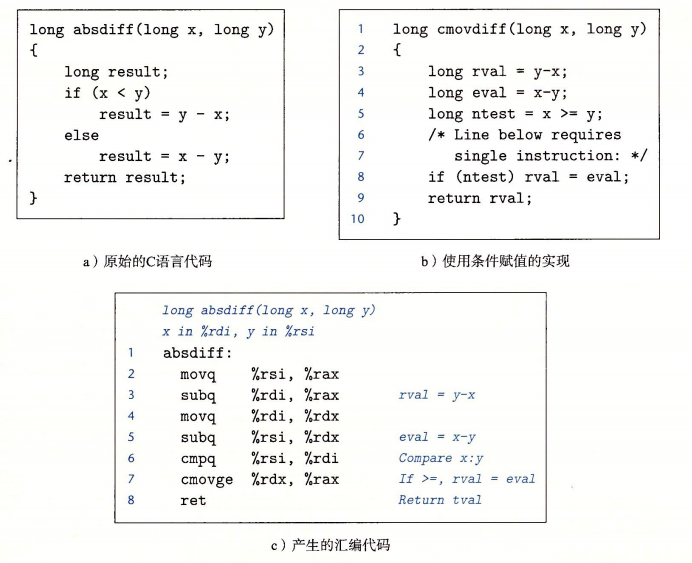 long absdiff(long x, long y)
{
    long result;
    if (x < y)
        result = y - x;
    else
        result = x - y;
    return result;
}
a）原始的C语言代码
1 long cmovdiff(long x, long y)
2 {
3     long rval = y-x;
4     long eval = x-y;
5     long ntest = x >= y;
6     /* Line below requires
7        single instruction: */
8     if (ntest) rval = eval;
9     return rval;
10 }
b）使用条件赋值的实现
long absdiff(long x, long y)
x in %rdi, y in %rsi
1 absdiff:
2   movq    %rsi, %rax
3   subq    %rdi, %rax    rval = y-x
4   movq    %rdi, %rdx
5   subq    %rsi, %rdx    eval = x-y
6   cmpq    %rsi, %rdi    Compare x:y
7   cmovge  %rdx, %rax    If >=, rval = eval
8   ret    Return tval
c）产生的汇编代码